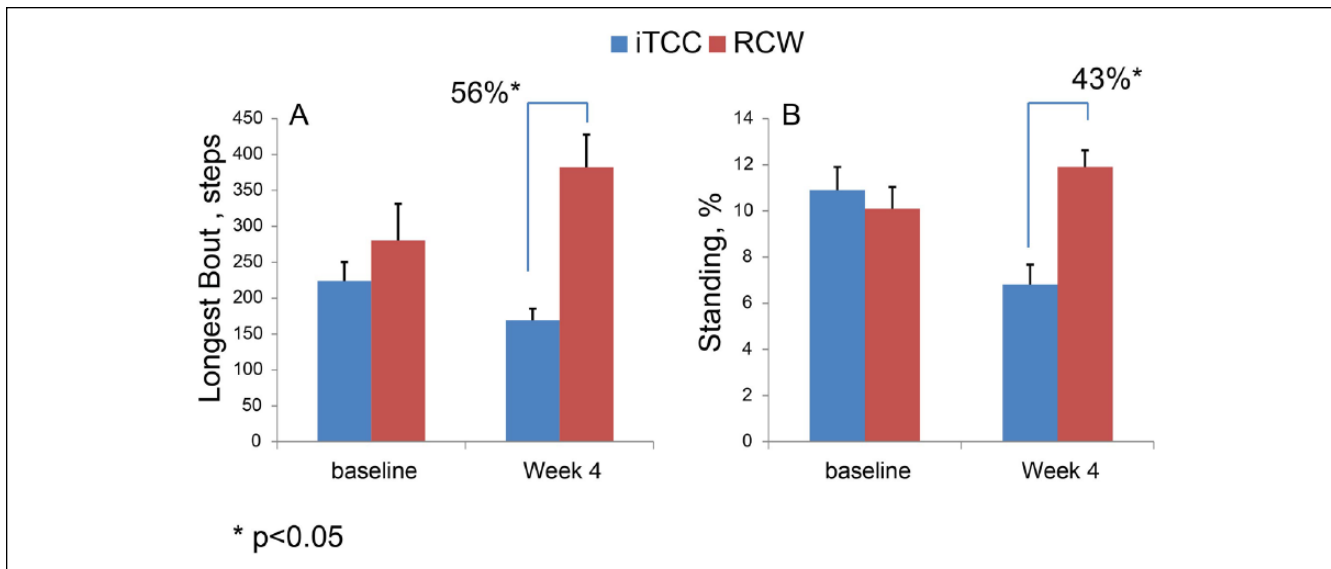 iTCC RCW
A
56%*
Longest Bout , steps
450
400
350
300
250
200
150
100
50
0
baseline Week 4
B
43%*
Standing, %
14
12
10
8
6
4
2
0
baseline Week 4
* p<0.05